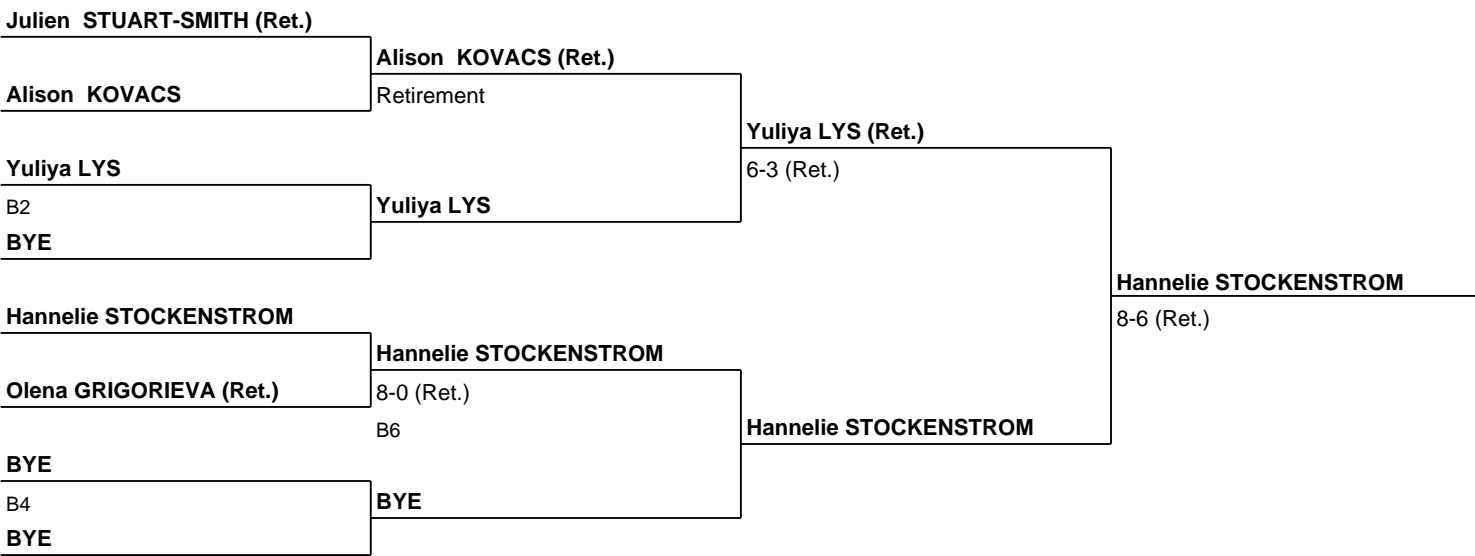 Julien  STUART-SMITH (Ret.)
Alison  KOVACS (Ret.)
Alison  KOVACS
Retirement
Yuliya LYS (Ret.)
Yuliya LYS
6-3 (Ret.)
B2
Yuliya LYS
BYE
Hannelie STOCKENSTROM
Hannelie STOCKENSTROM
8-6 (Ret.)
Hannelie STOCKENSTROM
Olena GRIGORIEVA (Ret.)
8-0 (Ret.)
B6
Hannelie STOCKENSTROM
BYE
B4
BYE
BYE